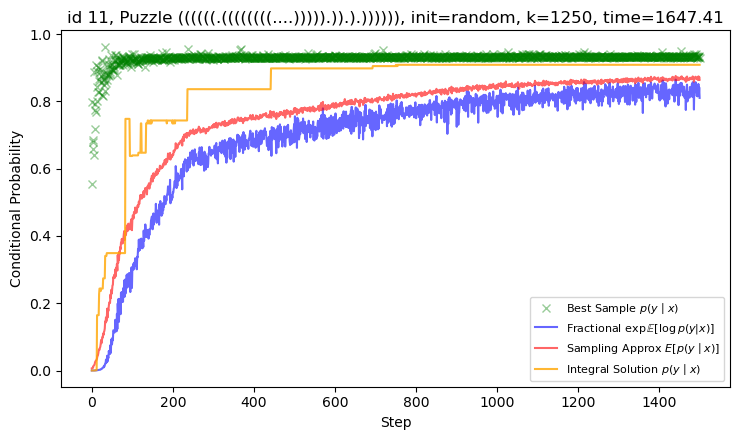 id 11, Puzzle ((((((.((((((((....))))).)).).)))))), init=random, k=1250, time=1647.41
1.0
0.8
0.6
0.4
0.2
0.0
Conditional Probability
Best Sample p(y | x)
Fractional exp𝔼[log p(y|x)]
Sampling Approx E[p(y | x)]
Integral Solution p(y | x)
0 200 400 600 800 1000 1200 1400
Step